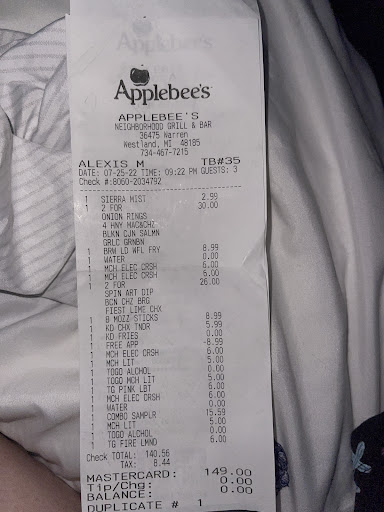 Applebee's
Applebee's
APPLEBEE'S
NEIGHBORHOOD GRILL & BAR
36475 Warren
Westland, MI 48185
734-467-7215
ALEXIS M TB#35
DATE: 07-25-22 TIME: 09:22 PM GUESTS: 3
Check #:8060-2034792
1 SIERRA MIST 2.99
1 2 FOR 30.00
ONION RINGS
4 HNY MAC&CHZ
BLKN CJN SALMN
GRLC GRNBN
1 BRW LD WFL FRY 8.99
1 WATER 0.00
1 MCH ELEC CRSH 6.00
1 MCH ELEC CRSH 6.00
1 2 FOR 26.00
SPIN ART DIP
BCN CHZ BRG
FIEST LIME CHX
1 8 MOZZ STICKS 8.99
1 KD CHX TNDR 5.99
1 KD FRIES 0.00
1 FREE APP -8.99
1 MCH ELEC CRSH 6.00
1 MCH LIT 5.00
1 TOGO ALCHOL 0.00
1 TOGO MCH LIT 5.00
1 TG PINK LBT 6.00
1 MCH ELEC CRSH 6.00
1 WATER 0.00
1 COMBO SAMPLR 15.59
1 MCH LIT 5.00
1 TOGO ALCHOL 0.00
1 TG FIRE LMND 6.00
Check TOTAL: 140.56
TAX: 8.44
MASTERCARD: 149.00
Tip/Chg: 0.00
BALANCE: 0.00
DUPLICATE # 1